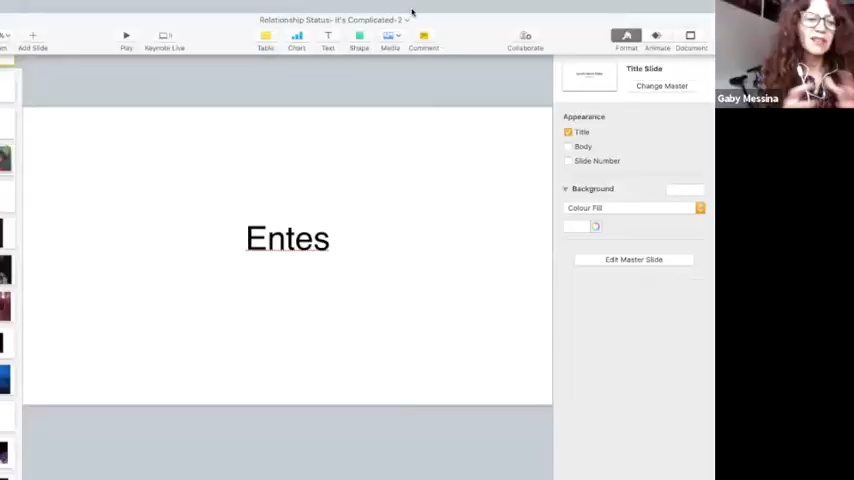 Relationship Status- It's Complicated-2
Add Slide
Play
Keynote Live
Table
Chart
Text
Shape
Media
Comment
Collaborate
Format
Animate
Document
Title Slide
Change Master
Gaby Messina
Appearance
Title
Body
Slide Number
Background
Colour Fill
Entes
Edit Master Slide